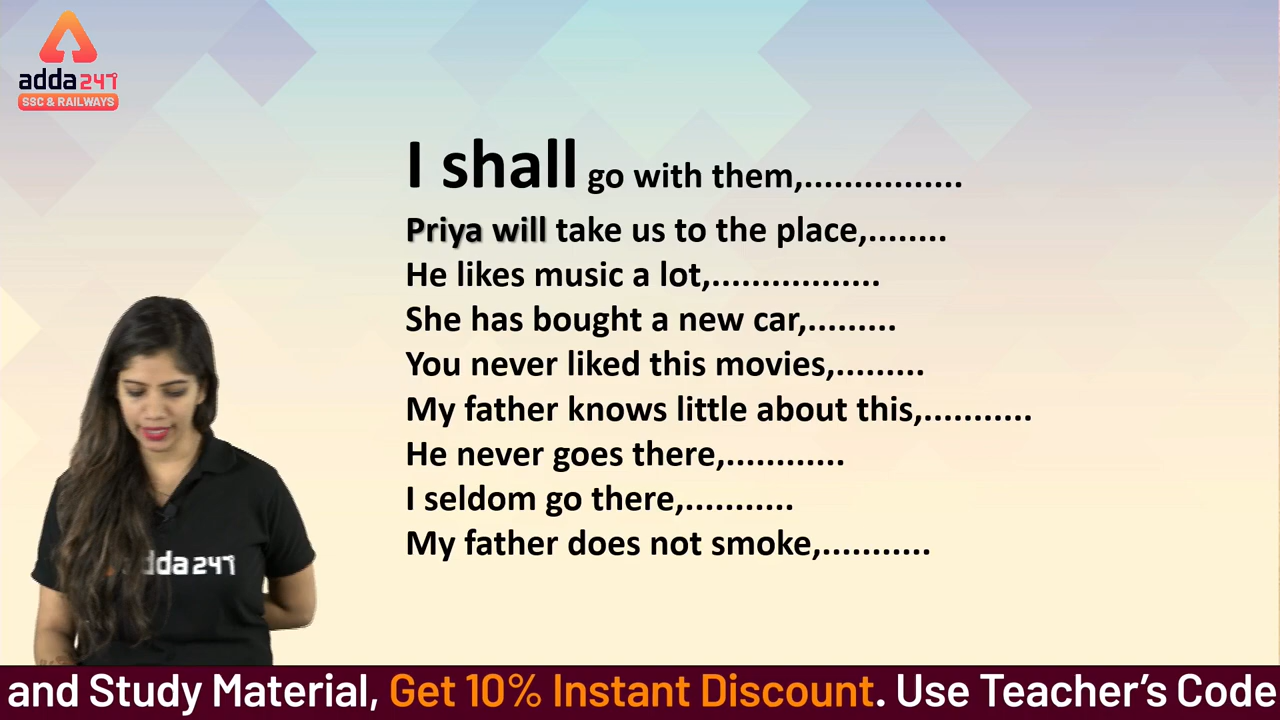 adda247
SSC & RAILWAYS
I shall go with them,................
Priya will take us to the place,........
He likes music a lot,.................
She has bought a new car,.........
You never liked this movies,.........
My father knows little about this,...........
He never goes there,............
I seldom go there,...........
My father does not smoke,...........
adda247
and Study Material, Get 10% Instant Discount. Use Teacher's Code